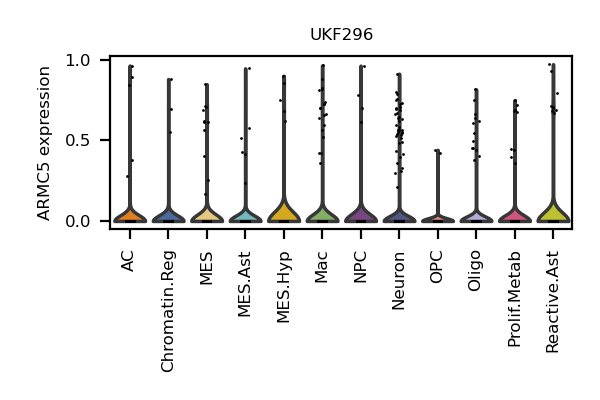 UKF296
ARMC5 expression
1.0
0.5
0.0
AC
Chromatin.Reg
MES
MES.Ast
MES.Hyp
Mac
NPC
Neuron
OPC
Oligo
Prolif.Metab
Reactive.Ast